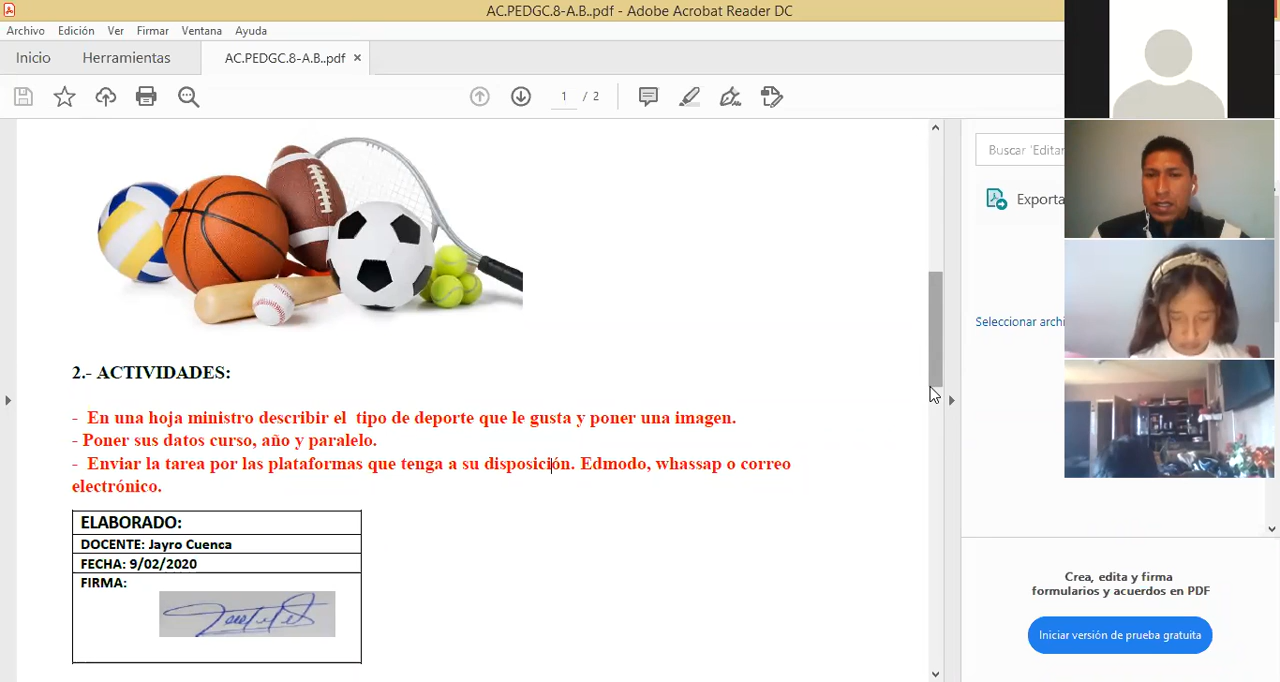 AC.PEDGC.8-A.B..pdf - Adobe Acrobat Reader DC
Archivo Edición Ver Firmar Ventana Ayuda
Inicio Herramientas AC.PEDGC.8-A.B..pdf ×
1 / 2
Buscar 'Editar
Exporta
Seleccionar archi
2.- ACTIVIDADES:
- En una hoja ministro describir el tipo de deporte que le gusta y poner una imagen.
- Poner sus datos curso, año y paralelo.
- Enviar la tarea por las plataformas que tenga a su disposición. Edmodo, whassap o correo
electrónico.
ELABORADO:
DOCENTE: Jayro Cuenca
FECHA: 9/02/2020
FIRMA:
Crea, edita y firma
formularios y acuerdos en PDF
Iniciar versión de prueba gratuita